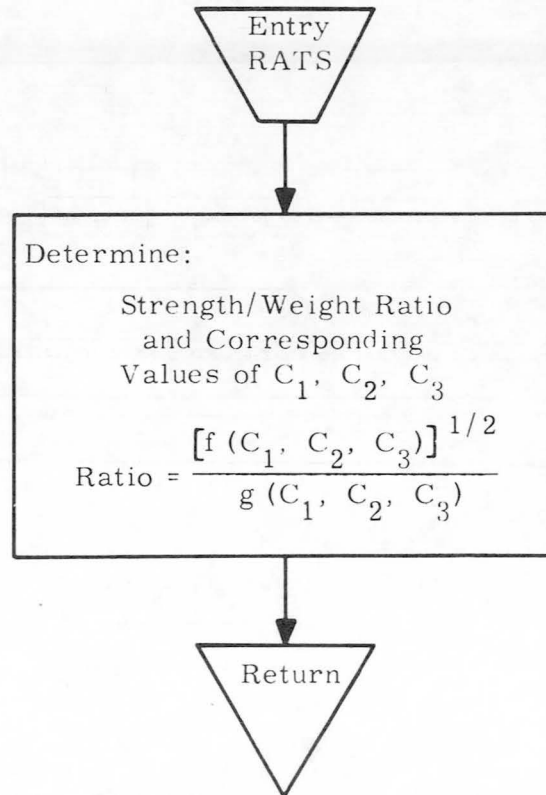 Entry
RATS
Determine:
Strength/Weight Ratio
and Corresponding
Values of C₁, C₂, C₃
Ratio = [f (C₁, C₂, C₃)]^1/2 / g (C₁, C₂, C₃)
Return